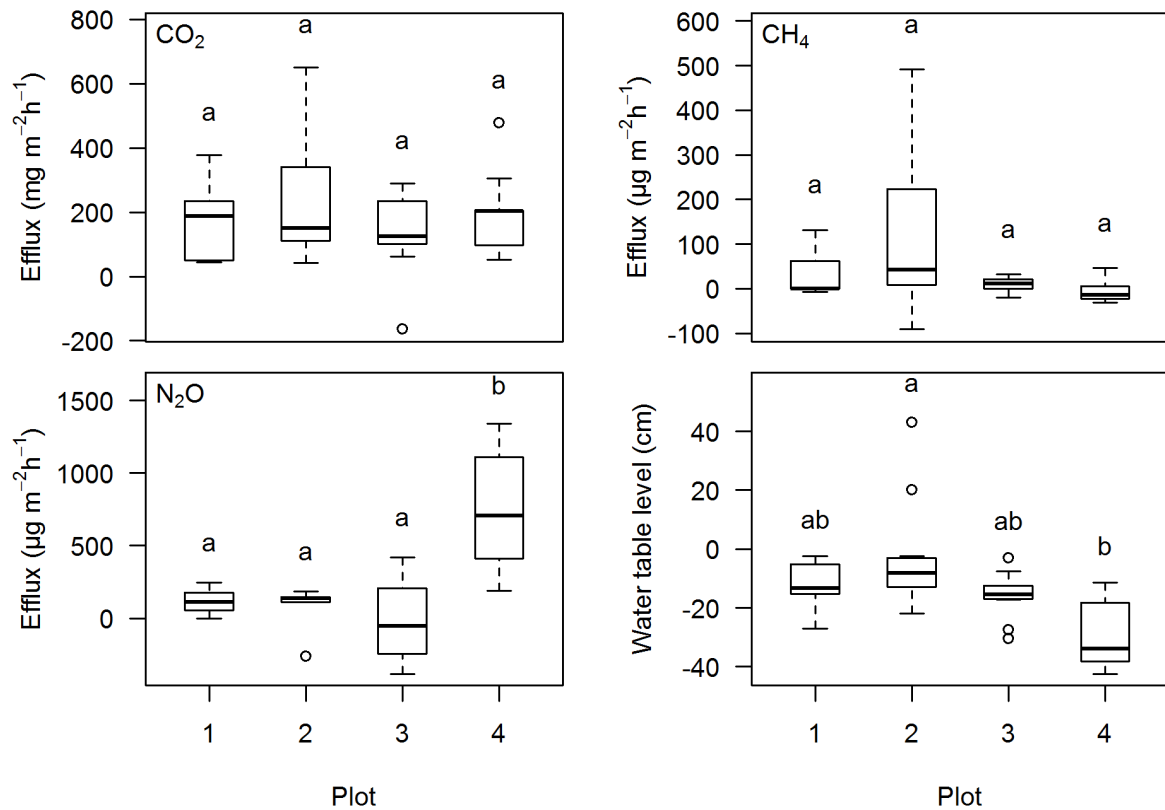 CO₂
a a a a
Efflux (mg m⁻²h⁻¹)
800
600
400
200
0
-200
CH₄
a a a a
Efflux (µg m⁻²h⁻¹)
600
500
400
300
200
100
0
-100
N₂O
a a a b
Efflux (µg m⁻²h⁻¹)
1500
1000
500
0
1 2 3 4
Plot
ab a ab b
Water table level (cm)
40
20
0
-20
-40
1 2 3 4
Plot